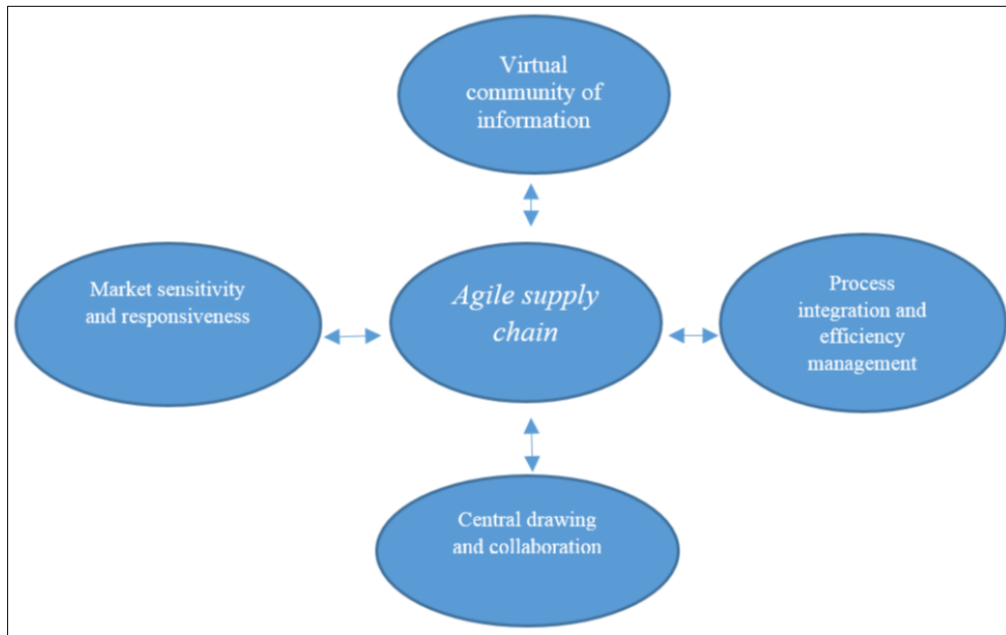 Virtual
community of
information
Market sensitivity
and responsiveness
Agile supply
chain
Process
integration and
efficiency
management
Central drawing
and collaboration